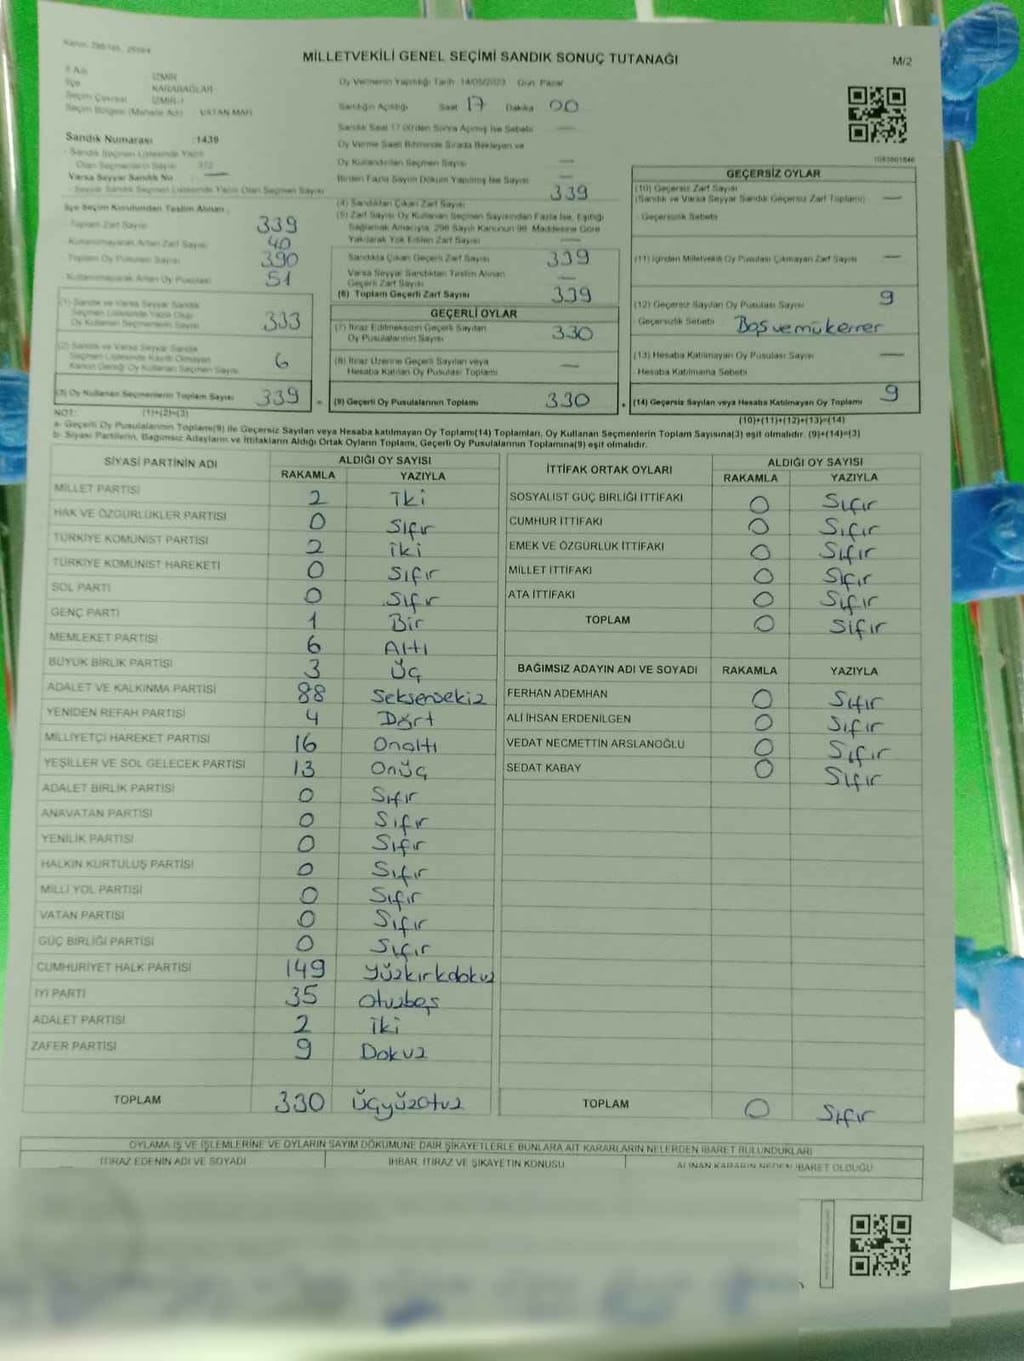 MİLLETVEKİLİ GENEL SEÇİMİ SANDIK SONUÇ TUTANAĞI
M/2
İl Adı İZMİR
İlçe KARABAĞLAR
Seçim Çevresi İZMİR-1
Seçim Bölgesi (Mahalle Adı) VATAN MAH
Sandık Numarası :1439
Sandık Seçmen Listesinde Yazılı
Olan Seçmenlerin Sayısı 372
Varsa Seyyar Sandık No —
Seyyar Sandık Seçmen Listesinde Yazılı Olan Seçmen Sayısı
Oy Vermenin Yapıldığı Tarih 14/05/2023 Gün Pazar
Sandığın Açıldığı Saat 17 Dakika 00
Sandık Saat 17.00'den Sonra Açılmış İse Sebebi —
Oy Verme Saati Bitiminde Sırada Bekleyen ve
Oy Kullandırılan Seçmen Sayısı —
Birden Fazla Sayım Döküm Yapılmış İse Sayısı —
İlçe Seçim Kurulundan Teslim Alınan
Toplam Zarf Sayısı 339
Kullanılmayarak Artan Zarf Sayısı 40
Toplam Oy Pusulası Sayısı 390
Kullanılmayarak Artan Oy Pusulası 51
(1) Sandık ve Varsa Seyyar Sandık
Seçmen Listesinde Yazılı Olup
Oy Kullanan Seçmenlerin Sayısı 333
(2) Sandık ve Varsa Seyyar Sandık
Seçmen Listesinde Kayıtlı Olmayan
Kanun Gereği Oy Kullanan Seçmen Sayısı 6
(3) Oy Kullanan Seçmenlerin Toplam Sayısı 339
(1)+(2)=(3)
(4) Sandıktan Çıkan Zarf Sayısı 339
(5) Zarf Sayısı Oy Kullanan Seçmen Sayısından Fazla İse, Eşitliği
Sağlamak Amacıyla, 298 Sayılı Kanunun 98. Maddesine Göre
Yakılarak Yok Edilen Zarf Sayısı —
Sandıkta Çıkan Geçerli Zarf Sayısı 339
Varsa Seyyar Sandıktan Teslim Alınan
Geçerli Zarf Sayısı —
(6) Toplam Geçerli Zarf Sayısı 339
GEÇERLİ OYLAR
(7) İtiraz Edilmeksizin Geçerli Sayılan
Oy Pusulalarının Sayısı 330
(8) İtiraz Üzerine Geçerli Sayılan veya
Hesaba Katılan Oy Pusulası Toplamı —
(9) Geçerli Oy Pusulalarının Toplamı 330
GEÇERSİZ OYLAR
(10) Geçersiz Zarf Sayısı
(Sandık ve Varsa Seyyar Sandık Geçersiz Zarf Toplamı) —
Geçersizlik Sebebi
(11) İçinden Milletvekili Oy Pusulası Çıkmayan Zarf Sayısı —
(12) Geçersiz Sayılan Oy Pusulası Sayısı 9
Geçersizlik Sebebi Boş ve mükerrer
(13) Hesaba Katılmayan Oy Pusulası Sayısı —
Hesaba Katılmama Sebebi
(14) Geçersiz Sayılan veya Hesaba Katılmayan Oy Toplamı 9
(10)+(11)+(12)+(13)=(14)
NOT:
a- Geçerli Oy Pusulalarının Toplamı(9) ile Geçersiz Sayılan veya Hesaba katılmayan Oy Toplamı(14) Toplamları, Oy Kullanan Seçmenlerin Toplam Sayısına(3) eşit olmalıdır. (9)+(14)=(3)
b- Siyasi Partilerin, Bağımsız Adayların ve İttifakların Aldığı Ortak Oyların Toplamı, Geçerli Oy Pusulalarının Toplamına(9) eşit olmalıdır.
SİYASİ PARTİNİN ADI ALDIĞI OY SAYISI
RAKAMLA YAZIYLA
MİLLET PARTİSİ 2 İki
HAK VE ÖZGÜRLÜKLER PARTİSİ 0 Sıfır
TÜRKİYE KOMÜNİST PARTİSİ 2 İki
TÜRKİYE KOMÜNİST HAREKETİ 0 Sıfır
SOL PARTİ 0 Sıfır
GENÇ PARTİ 1 Bir
MEMLEKET PARTİSİ 6 Altı
BÜYÜK BİRLİK PARTİSİ 3 Üç
ADALET VE KALKINMA PARTİSİ 88 Seksensekiz
YENİDEN REFAH PARTİSİ 4 Dört
MİLLİYETÇİ HAREKET PARTİSİ 16 Onaltı
YEŞİLLER VE SOL GELECEK PARTİSİ 13 Onüç
ADALET BİRLİK PARTİSİ 0 Sıfır
ANAVATAN PARTİSİ 0 Sıfır
YENİLİK PARTİSİ 0 Sıfır
HALKIN KURTULUŞ PARTİSİ 0 Sıfır
MİLLİ YOL PARTİSİ 0 Sıfır
VATAN PARTİSİ 0 Sıfır
GÜÇ BİRLİĞİ PARTİSİ 0 Sıfır
CUMHURİYET HALK PARTİSİ 149 Yüzkırkdokuz
İYİ PARTİ 35 Otuzbeş
ADALET PARTİSİ 2 İki
ZAFER PARTİSİ 9 Dokuz
TOPLAM 330 Üçyüzotuz
İTTİFAK ORTAK OYLARI ALDIĞI OY SAYISI
RAKAMLA YAZIYLA
SOSYALİST GÜÇ BİRLİĞİ İTTİFAKI 0 Sıfır
CUMHUR İTTİFAKI 0 Sıfır
EMEK VE ÖZGÜRLÜK İTTİFAKI 0 Sıfır
MİLLET İTTİFAKI 0 Sıfır
ATA İTTİFAKI 0 Sıfır
TOPLAM 0 Sıfır
BAĞIMSIZ ADAYIN ADI VE SOYADI RAKAMLA YAZIYLA
FERHAN ADEMHAN 0 Sıfır
ALİ İHSAN ERDENİLGEN 0 Sıfır
VEDAT NECMETTİN ARSLANOĞLU 0 Sıfır
SEDAT KABAY 0 Sıfır
TOPLAM 0 Sıfır
OYLAMA İŞ VE İŞLEMLERİNE VE OYLARIN SAYIM DÖKÜMÜNE DAİR ŞİKAYETLERLE BUNLARA AİT KARARLARIN NELERDEN İBARET BULUNDUKLARI
İTİRAZ EDENİN ADI VE SOYADI İHBAR, İTİRAZ VE ŞİKAYETİN KONUSU ALINAN KARARIN NEDEN İBARET OLDUĞU